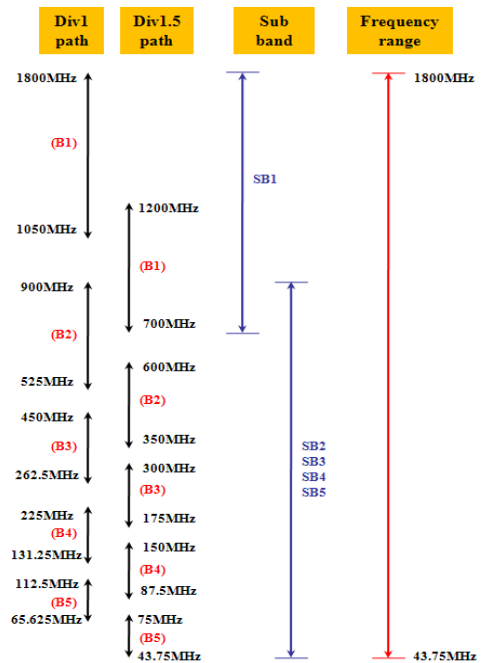 Div1
path
Div1.5
path
Sub
band
Frequency
range
1800MHz
(B1)
1050MHz
900MHz
(B2)
525MHz
450MHz
(B3)
262.5MHz
225MHz
(B4)
131.25MHz
112.5MHz
(B5)
65.625MHz
1200MHz
(B1)
700MHz
600MHz
(B2)
350MHz
300MHz
(B3)
175MHz
150MHz
(B4)
87.5MHz
75MHz
(B5)
43.75MHz
SB1
SB2
SB3
SB4
SB5
1800MHz
43.75MHz